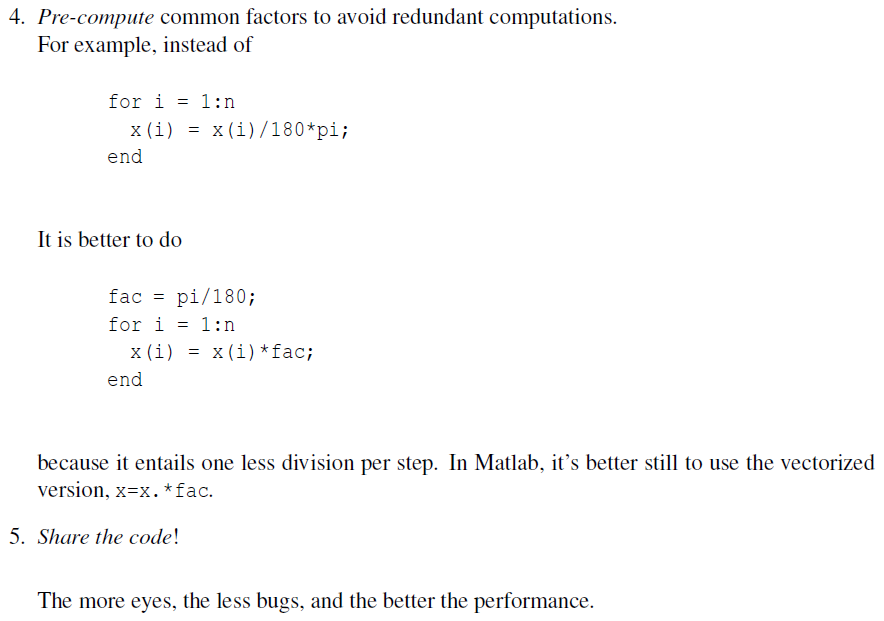 4. Pre-compute common factors to avoid redundant computations.
For example, instead of
for i = 1:n
x(i) = x(i)/180*pi;
end
It is better to do
fac = pi/180;
for i = 1:n
x(i) = x(i)*fac;
end
because it entails one less division per step. In Matlab, it's better still to use the vectorized
version, x=x.*fac.
5. Share the code!
The more eyes, the less bugs, and the better the performance.